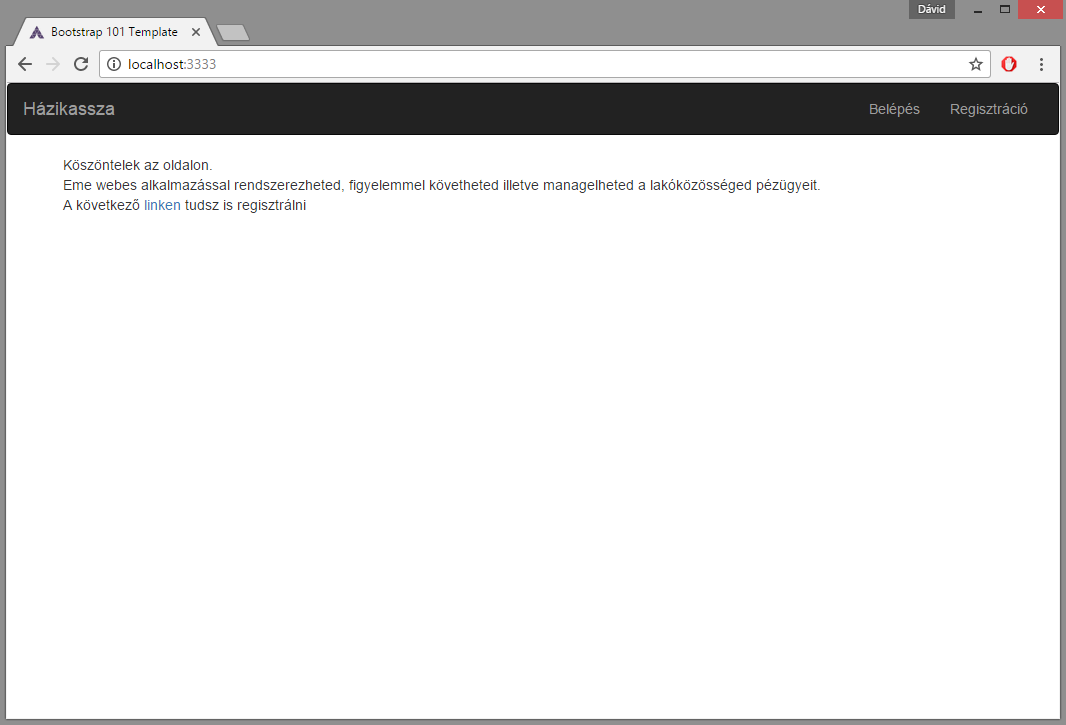 Dávid
Bootstrap 101 Template
localhost:3333
Házikassza
Belépés
Regisztráció
Köszöntelek az oldalon.
Eme webes alkalmazással rendszerezheted, figyelemmel követheted illetve managelheted a lakóközösséged pézügyeit.
A következő linken tudsz is regisztrálni